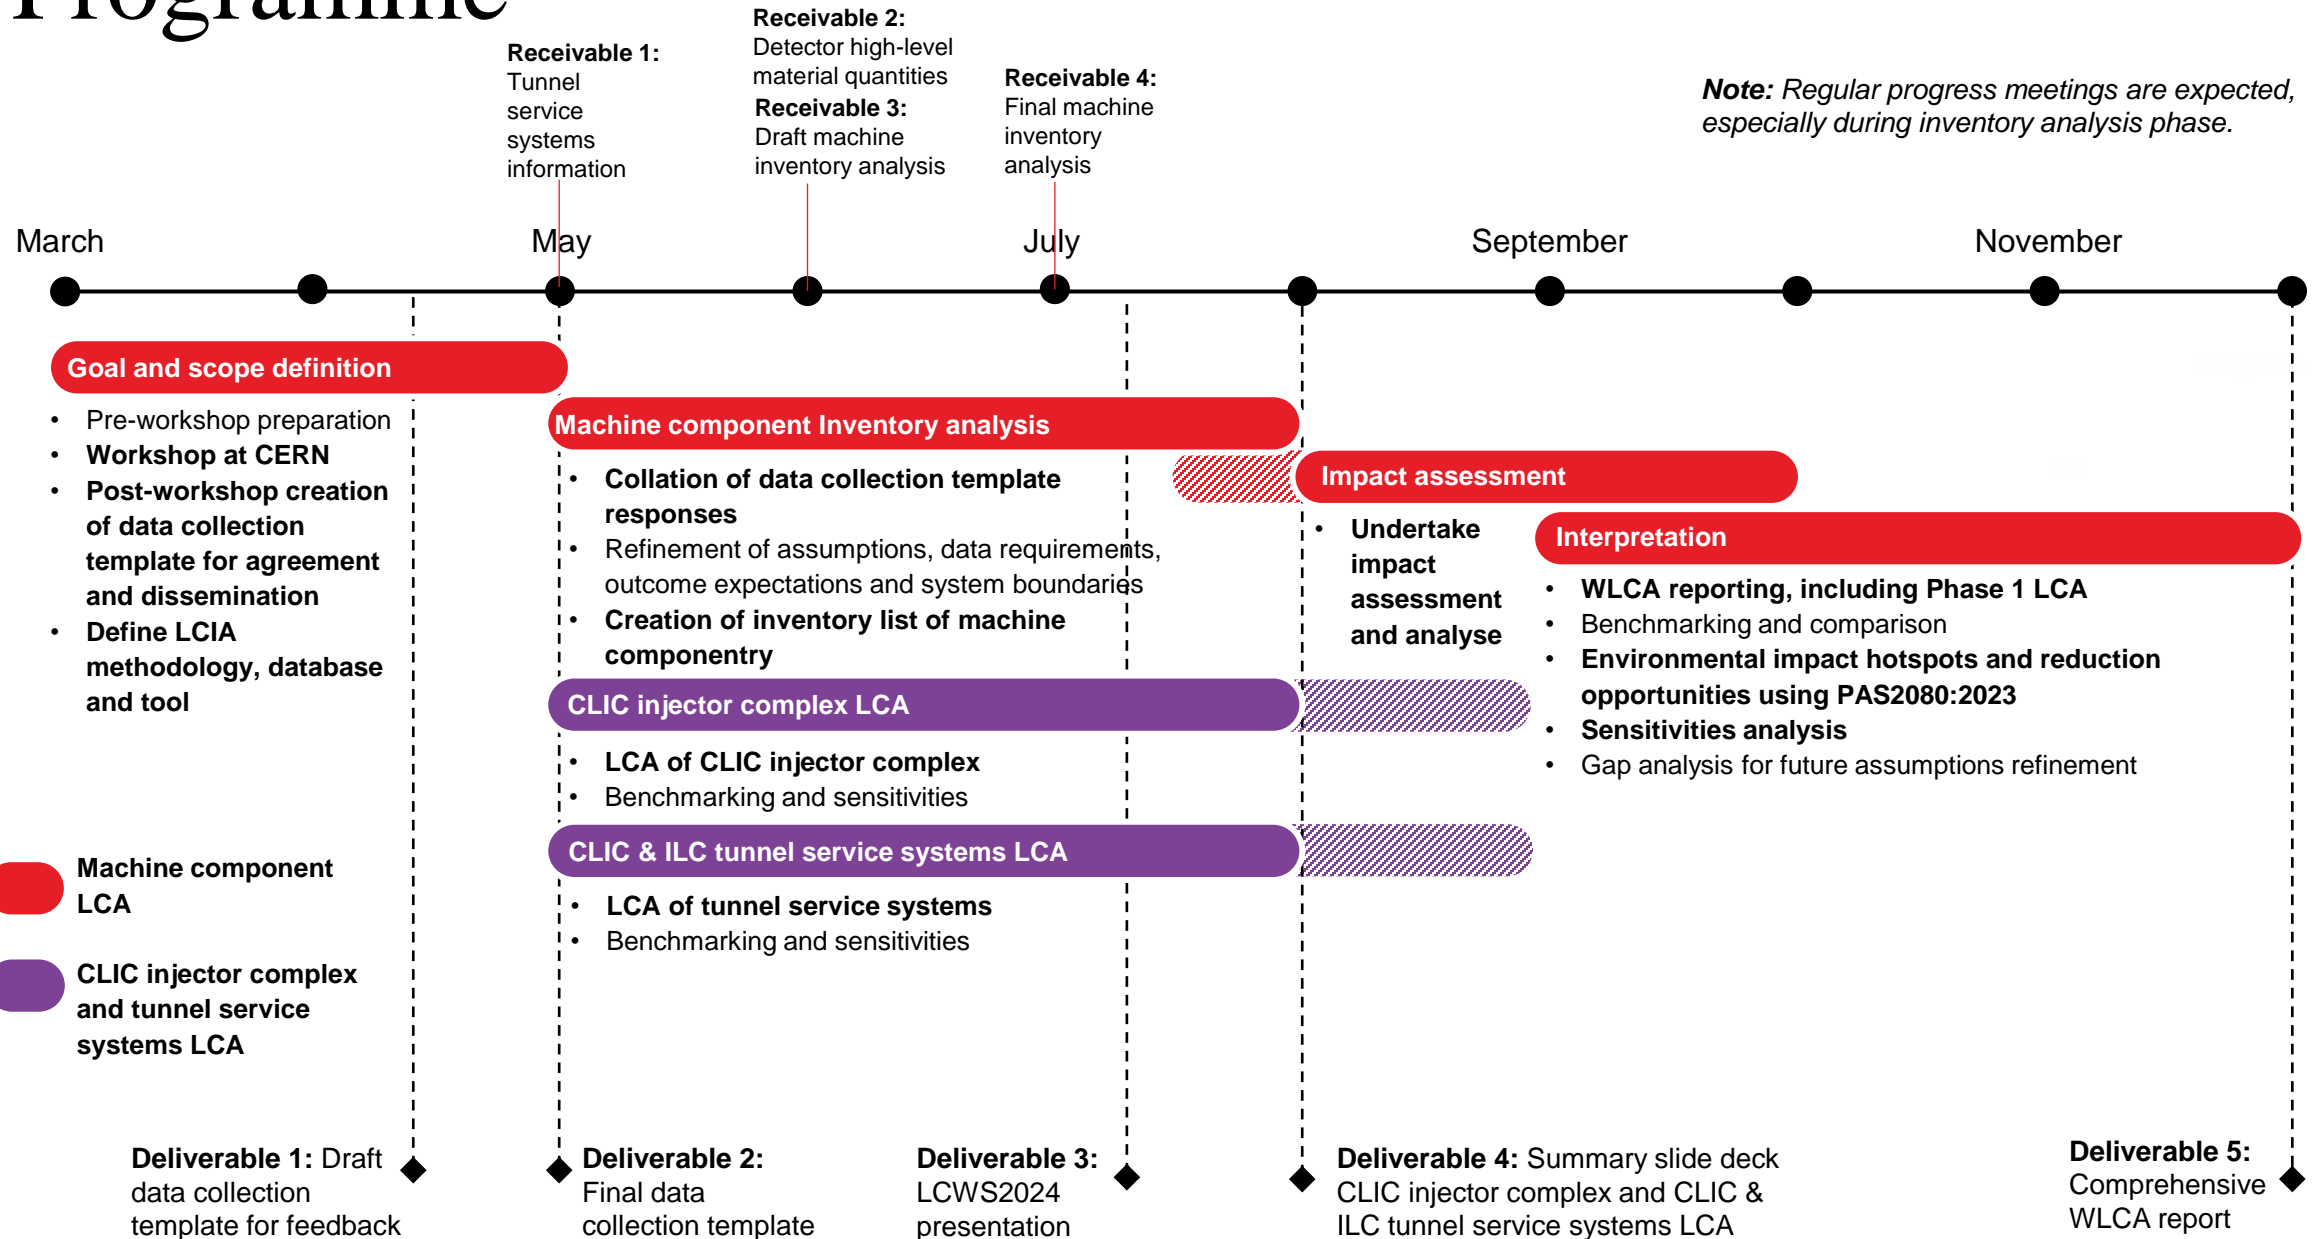 Programme
Receivable 1:
Tunnel
service
systems
information
Receivable 2:
Detector high-level
material quantities
Receivable 3:
Draft machine
inventory analysis
Receivable 4:
Final machine
inventory
analysis
Note: Regular progress meetings are expected,
especially during inventory analysis phase.
March
May
July
September
November
Goal and scope definition
• Pre-workshop preparation
• Workshop at CERN
• Post-workshop creation
of data collection
template for agreement
and dissemination
• Define LCIA
methodology, database
and tool
Machine component Inventory analysis
• Collation of data collection template
responses
• Refinement of assumptions, data requirements,
outcome expectations and system boundaries
• Creation of inventory list of machine
componentry
Impact assessment
• Undertake
impact
assessment
and analyse
Interpretation
• WLCA reporting, including Phase 1 LCA
• Benchmarking and comparison
• Environmental impact hotspots and reduction
opportunities using PAS2080:2023
• Sensitivities analysis
• Gap analysis for future assumptions refinement
CLIC injector complex LCA
• LCA of CLIC injector complex
• Benchmarking and sensitivities
CLIC & ILC tunnel service systems LCA
• LCA of tunnel service systems
• Benchmarking and sensitivities
Machine component
LCA
CLIC injector complex
and tunnel service
systems LCA
Deliverable 1: Draft
data collection
template for feedback
Deliverable 2:
Final data
collection template
Deliverable 3:
LCWS2024
presentation
Deliverable 4: Summary slide deck
CLIC injector complex and CLIC &
ILC tunnel service systems LCA
Deliverable 5:
Comprehensive
WLCA report